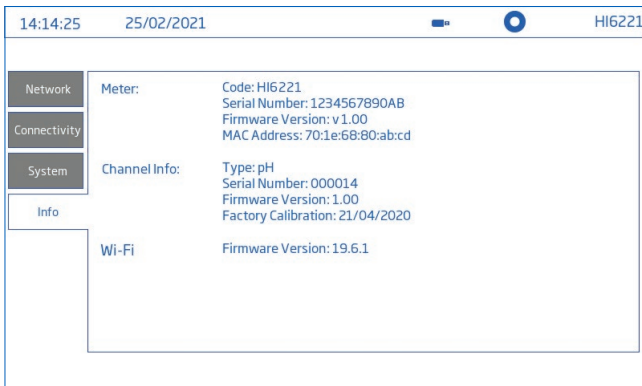 14:14:25 25/02/2021 HI6221
Network
Connectivity
System
Info
Meter: Code: HI6221
Serial Number: 1234567890AB
Firmware Version: v1.00
MAC Address: 70:1e:68:80:ab:cd
Channel Info: Type: pH
Serial Number: 000014
Firmware Version: 1.00
Factory Calibration: 21/04/2020
Wi-Fi Firmware Version: 19.6.1